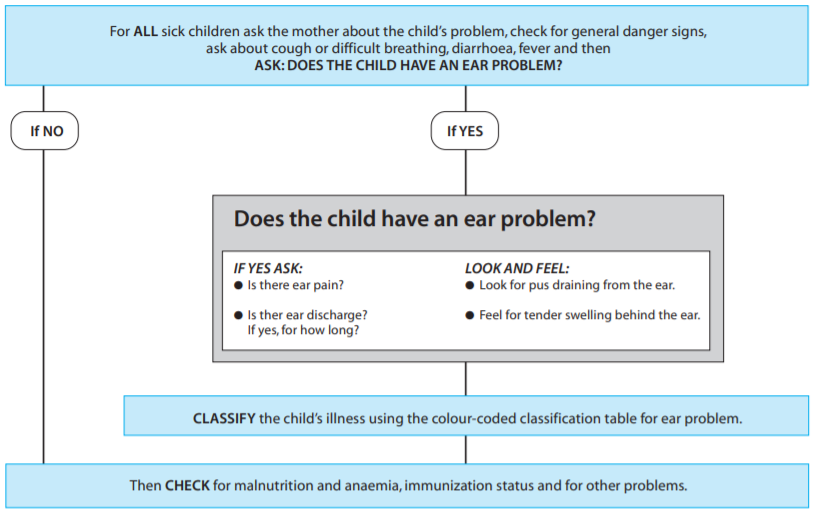 For ALL sick children ask the mother about the child's problem, check for general danger signs,
ask about cough or difficult breathing, diarrhoea, fever and then
ASK: DOES THE CHILD HAVE AN EAR PROBLEM?
If NO
If YES
Does the child have an ear problem?
IF YES ASK:
● Is there ear pain?
● Is ther ear discharge?
If yes, for how long?
LOOK AND FEEL:
● Look for pus draining from the ear.
● Feel for tender swelling behind the ear.
CLASSIFY the child's illness using the colour-coded classification table for ear problem.
Then CHECK for malnutrition and anaemia, immunization status and for other problems.